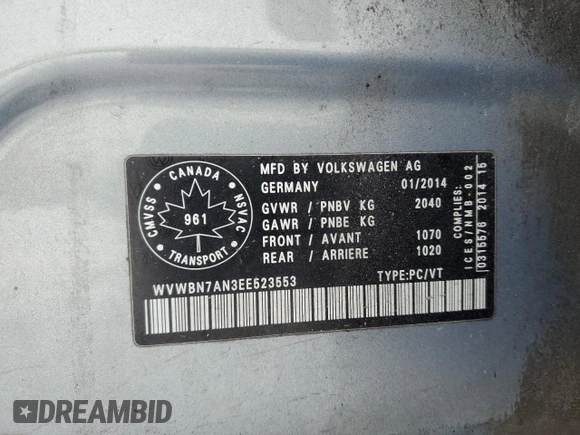 CANADA
CMVSS
NSVAC
961
TRANSPORT
MFD BY VOLKSWAGEN AG
GERMANY 01/2014
GVWR / PNBV KG 2040
GAWR / PNBE KG
FRONT / AVANT 1070
REAR / ARRIERE 1020
WVWBN7AN3EE523553 TYPE:PC/VT
COMPLIES:
ICES/NMB-002
0315576 2014 15
DREAMBID